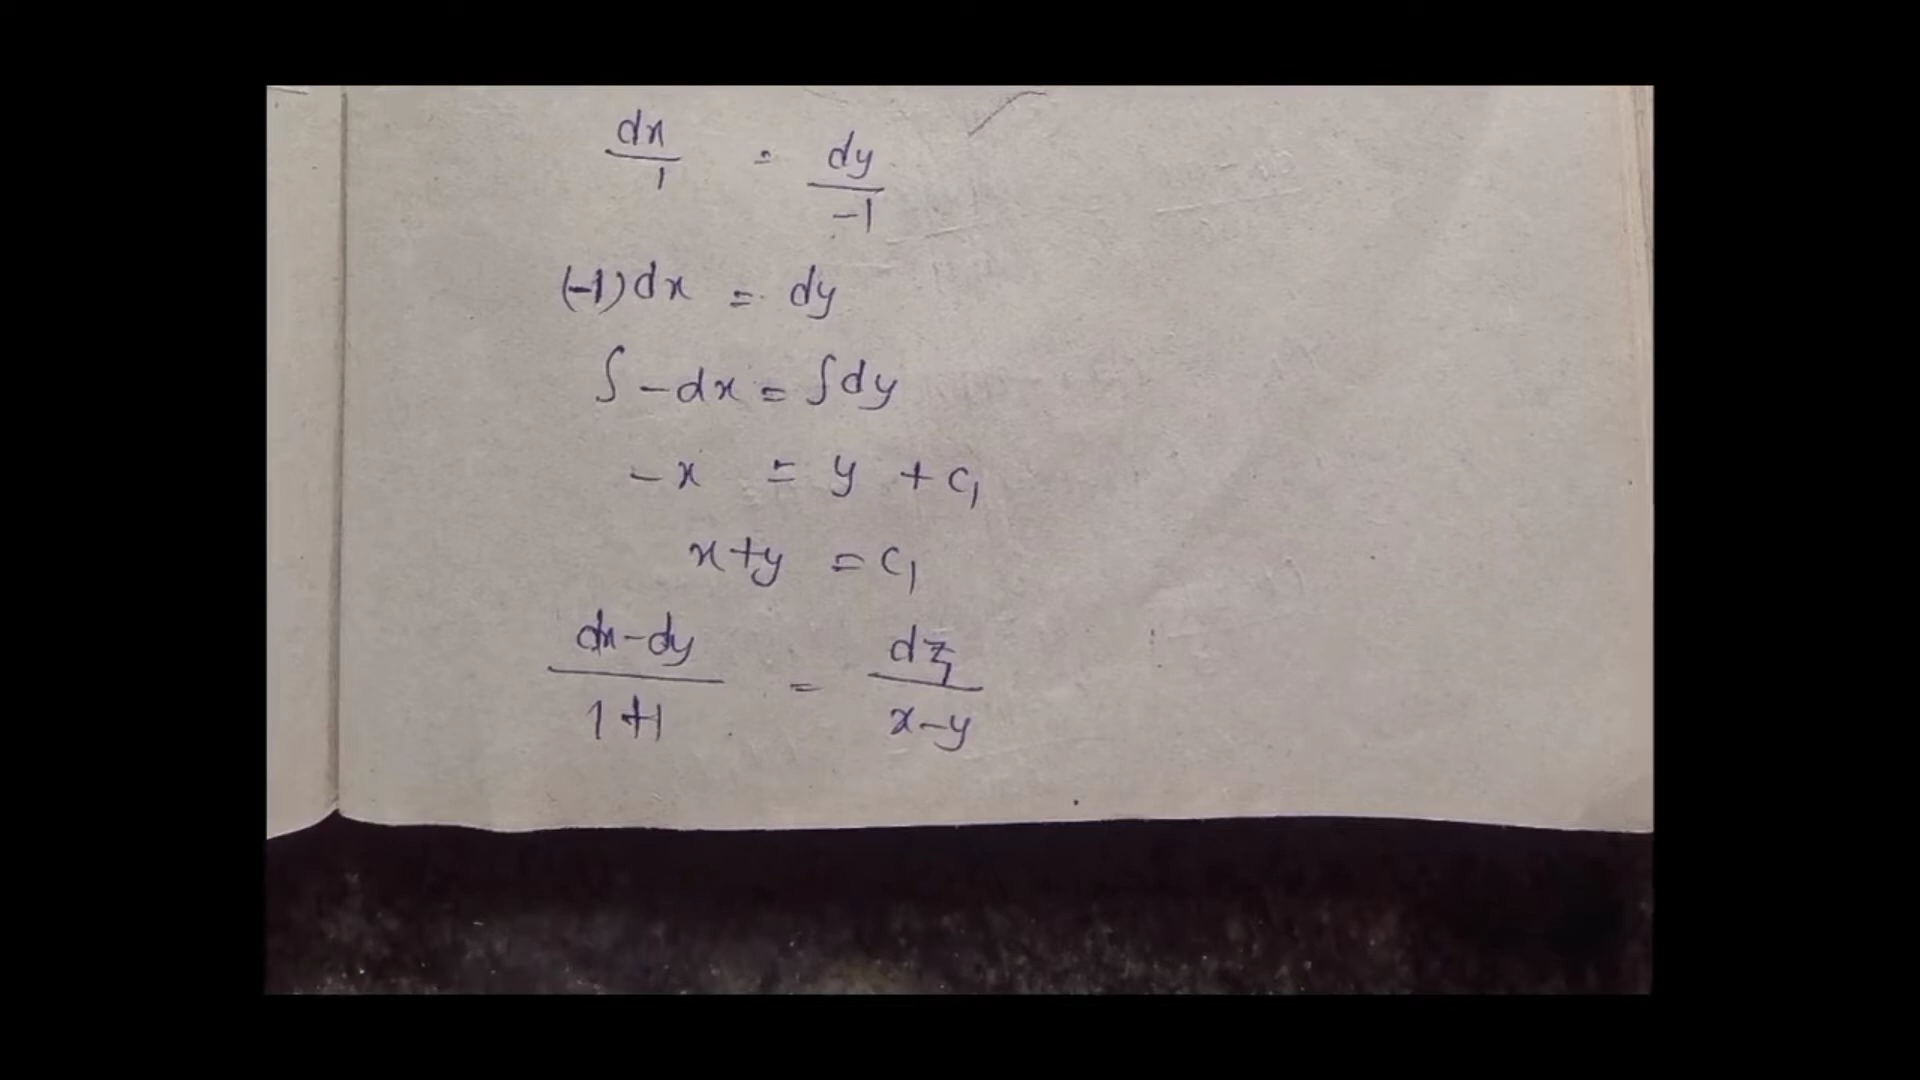 dx/1 = dy/-1
(-1)dx = dy
∫-dx = ∫dy
-x = y + c₁
x+y = c₁
dx-dy/1+1 = dz/x-y